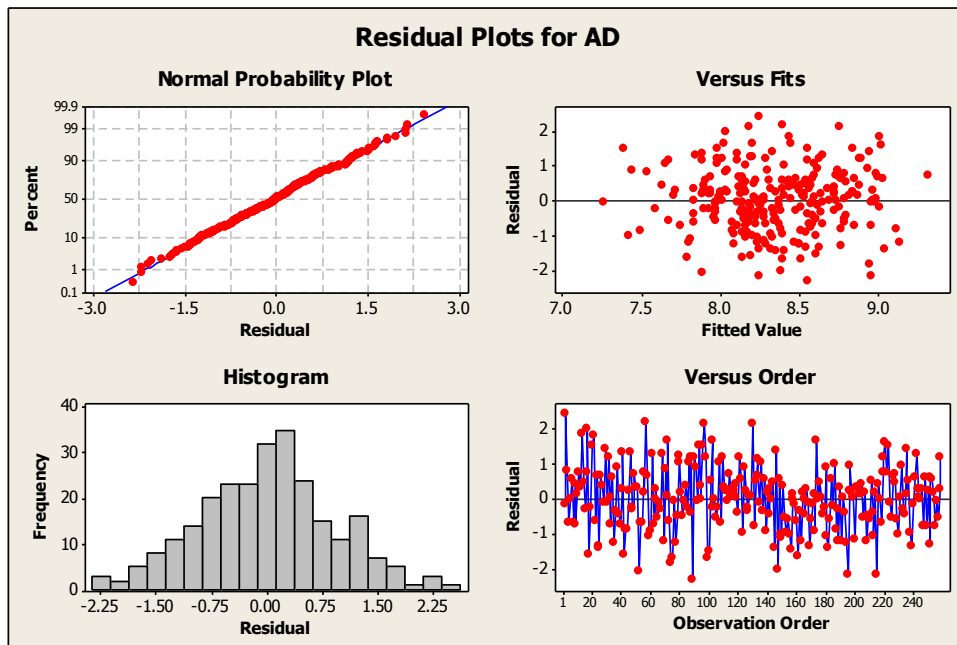 Residual Plots for AD
Normal Probability Plot
99.9
99
90
50
10
1
0.1
Percent
-3.0 -1.5 0.0 1.5 3.0
Residual
Versus Fits
2
1
0
-1
-2
Residual
7.0 7.5 8.0 8.5 9.0
Fitted Value
Histogram
40
30
20
10
0
Frequency
-2.25 -1.50 -0.75 0.00 0.75 1.50 2.25
Residual
Versus Order
2
1
0
-1
-2
Residual
1 20 40 60 80 100 120 140 160 180 200 220 240
Observation Order